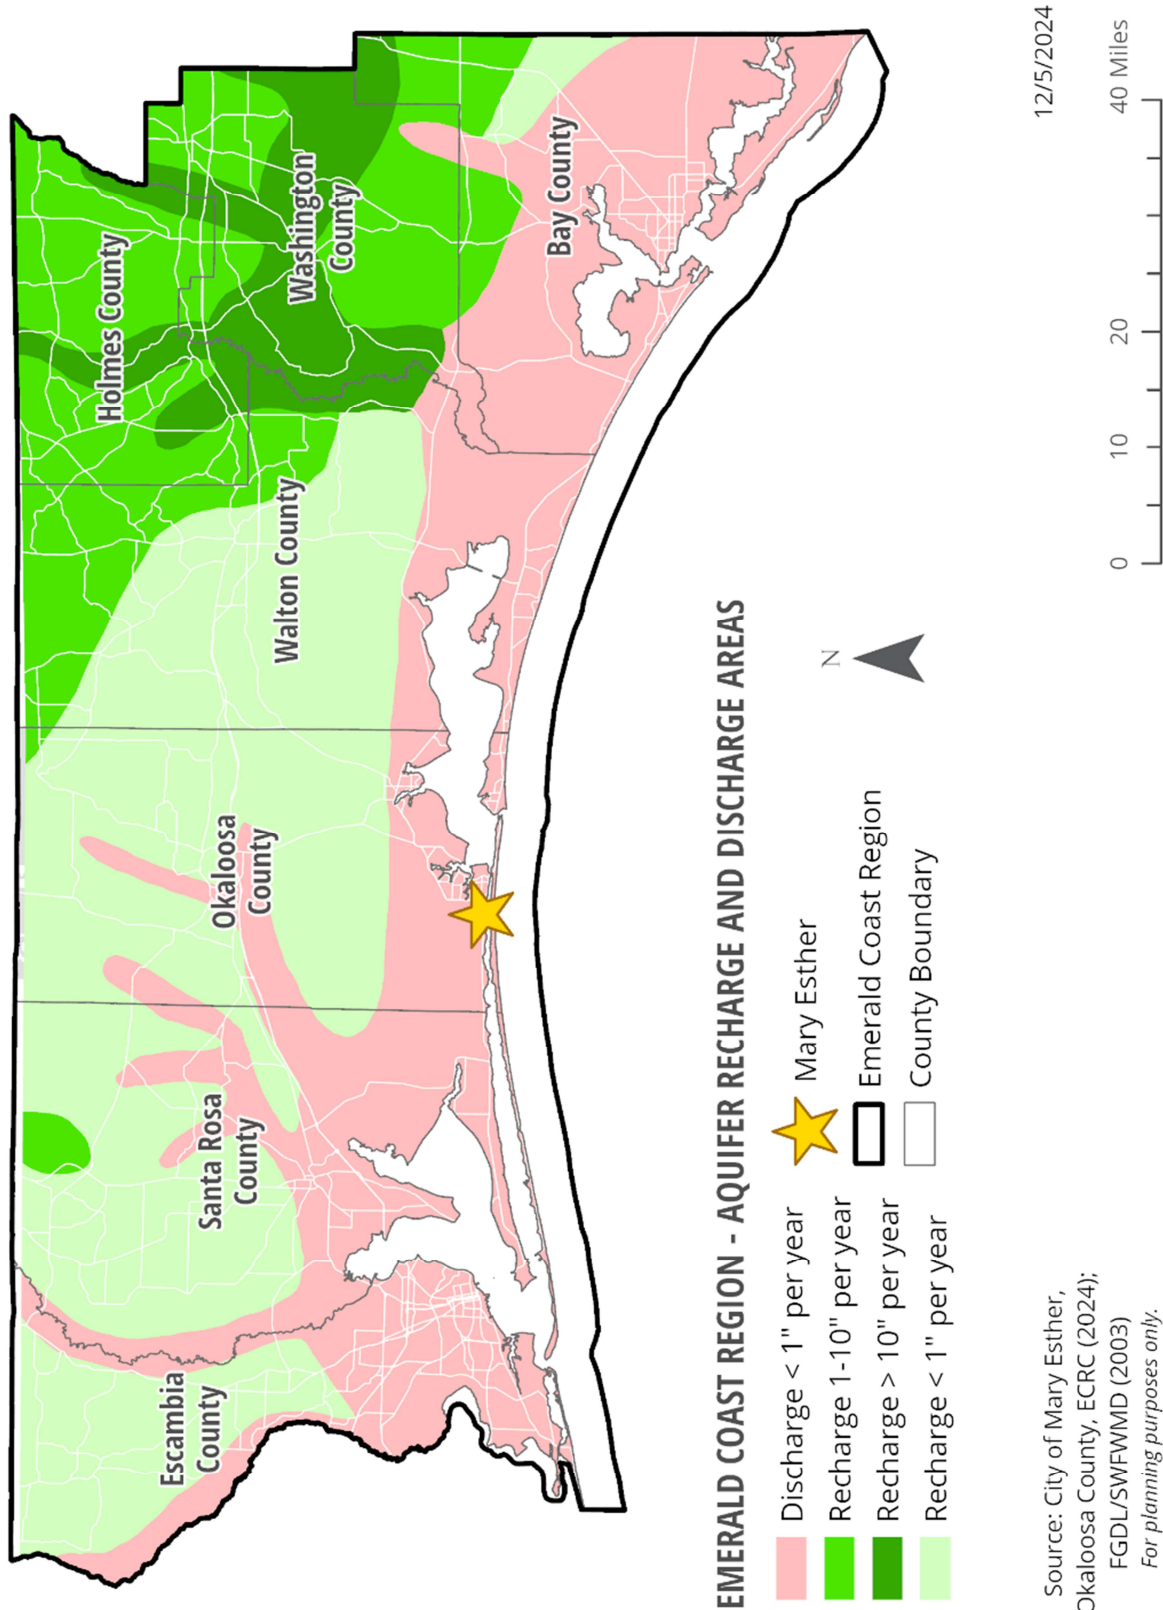 Holmes County
Washington
County
Bay County
Walton County
Okaloosa
County
Santa Rosa
County
Escambia
County
EMERALD COAST REGION - AQUIFER RECHARGE AND DISCHARGE AREAS
Discharge < 1" per year
Recharge 1-10" per year
Recharge > 10" per year
Recharge < 1" per year
Mary Esther
Emerald Coast Region
County Boundary
N
Source: City of Mary Esther,
Okaloosa County, ECRC (2024);
FGDL/SWFWMD (2003)
For planning purposes only.
12/5/2024
0 10 20 40 Miles